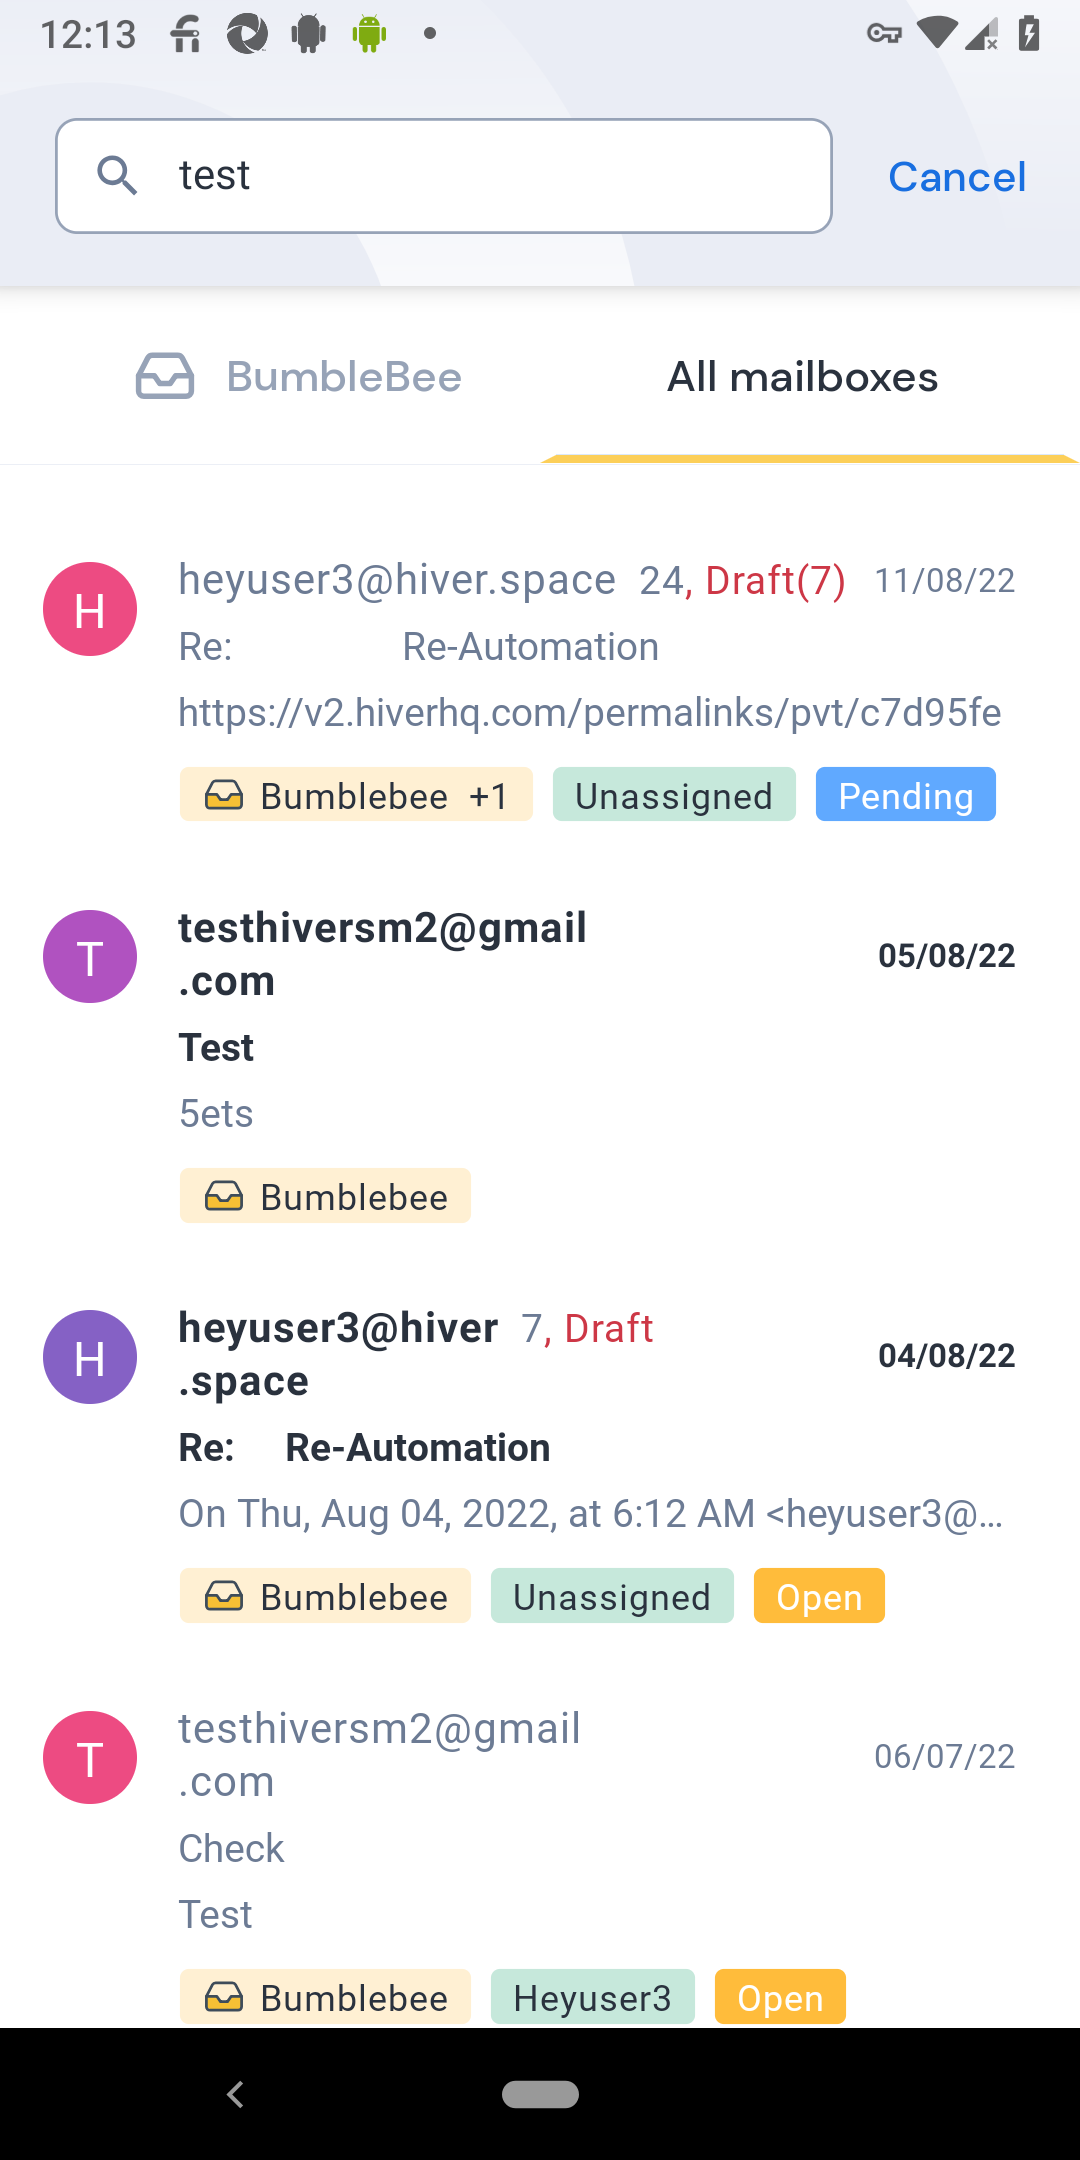 12:13
test
Cancel
BumbleBee
All mailboxes
H
heyuser3@hiver.space 24, Draft(7) 11/08/22
Re: Re-Automation
https://v2.hiverhq.com/permalinks/pvt/c7d95fe
Bumblebee +1 Unassigned Pending
T
testhiversm2@gmail
.com
05/08/22
Test
5ets
Bumblebee
H
heyuser3@hiver 7, Draft
.space
04/08/22
Re: Re-Automation
On Thu, Aug 04, 2022, at 6:12 AM <heyuser3@...
Bumblebee Unassigned Open
T
testhiversm2@gmail
.com
06/07/22
Check
Test
Bumblebee Heyuser3 Open